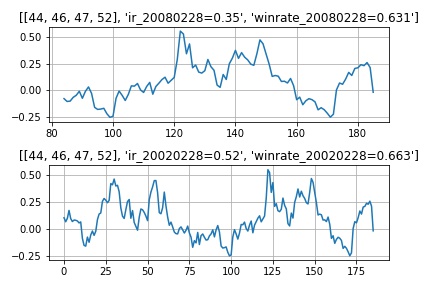 [[44, 46, 47, 52], 'ir_20080228=0.35', 'winrate_20080228=0.631']
0.50
0.25
0.00
-0.25
80 100 120 140 160 180
[[44, 46, 47, 52], 'ir_20020228=0.52', 'winrate_20020228=0.663']
0.50
0.25
0.00
-0.25
0 25 50 75 100 125 150 175